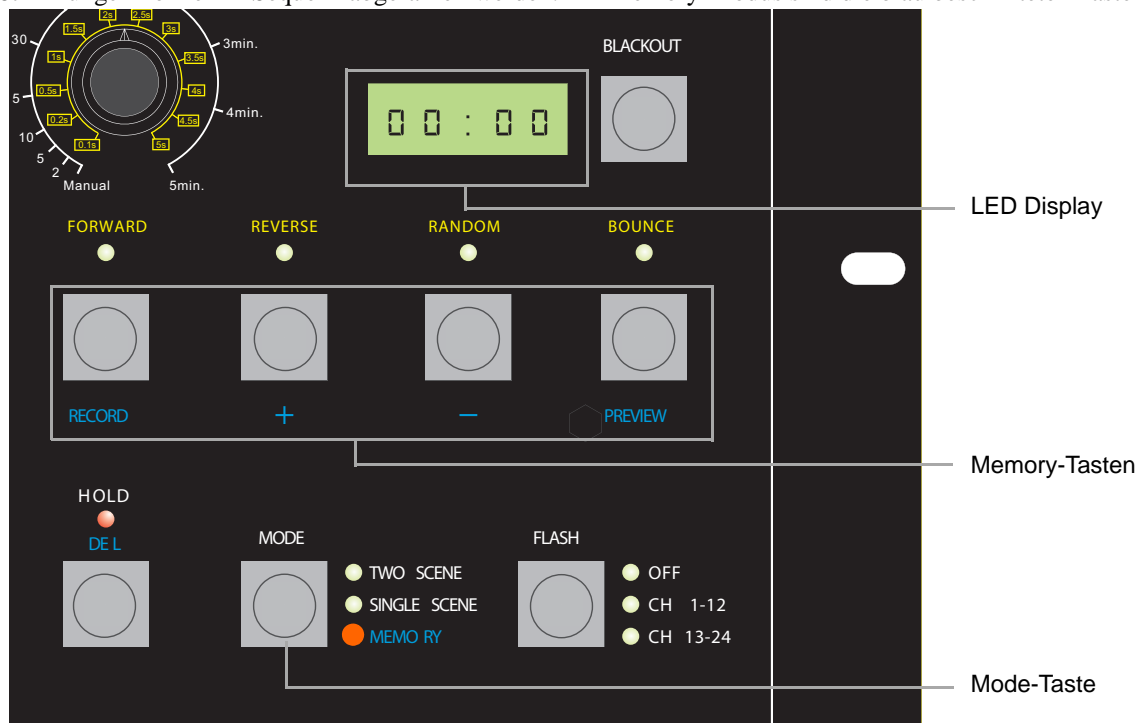 2s 2.5s
1.5s 3s
30 3min.
1s 3.5s
0.5s 4s
5
0.2s 4.5s 4min.
10
0.1s 5s
5
2
Manual 5min.
BLACKOUT
00:00
LED Display
FORWARD REVERSE RANDOM BOUNCE
RECORD + − PREVIEW
Memory-Tasten
HOLD
DEL
MODE
TWO SCENE
SINGLE SCENE
MEMORY
FLASH
OFF
CH 1-12
CH 13-24
Mode-Taste